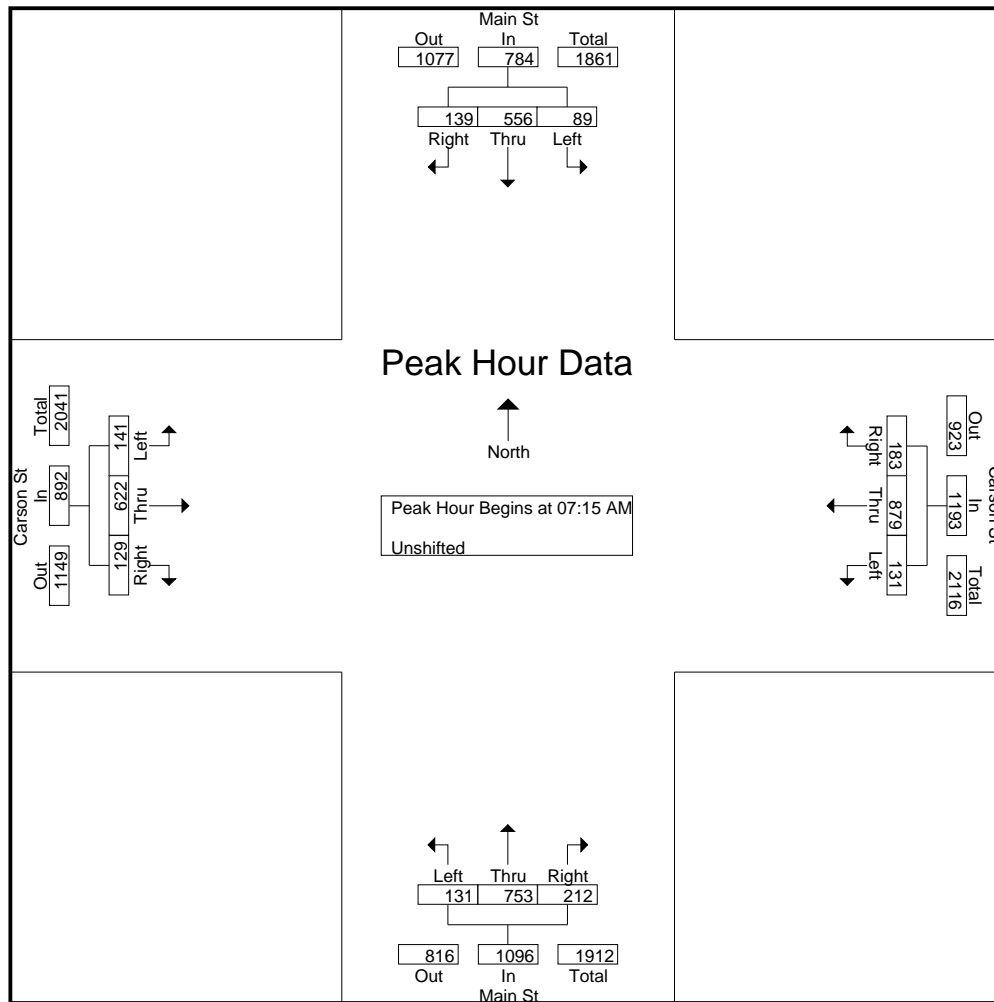 Main St
Out In Total
1077 784 1861
139 556 89
Right Thru Left
Peak Hour Data
North
Peak Hour Begins at 07:15 AM
Unshifted
Carson St
Total In Out
2041 892 1149
141 622 129
Left Thru Right
Right Thru Left
183 879 131
923 1193 2116
Out In Total
Carson St
Left Thru Right
131 753 212
816 1096 1912
Out In Total
Main St